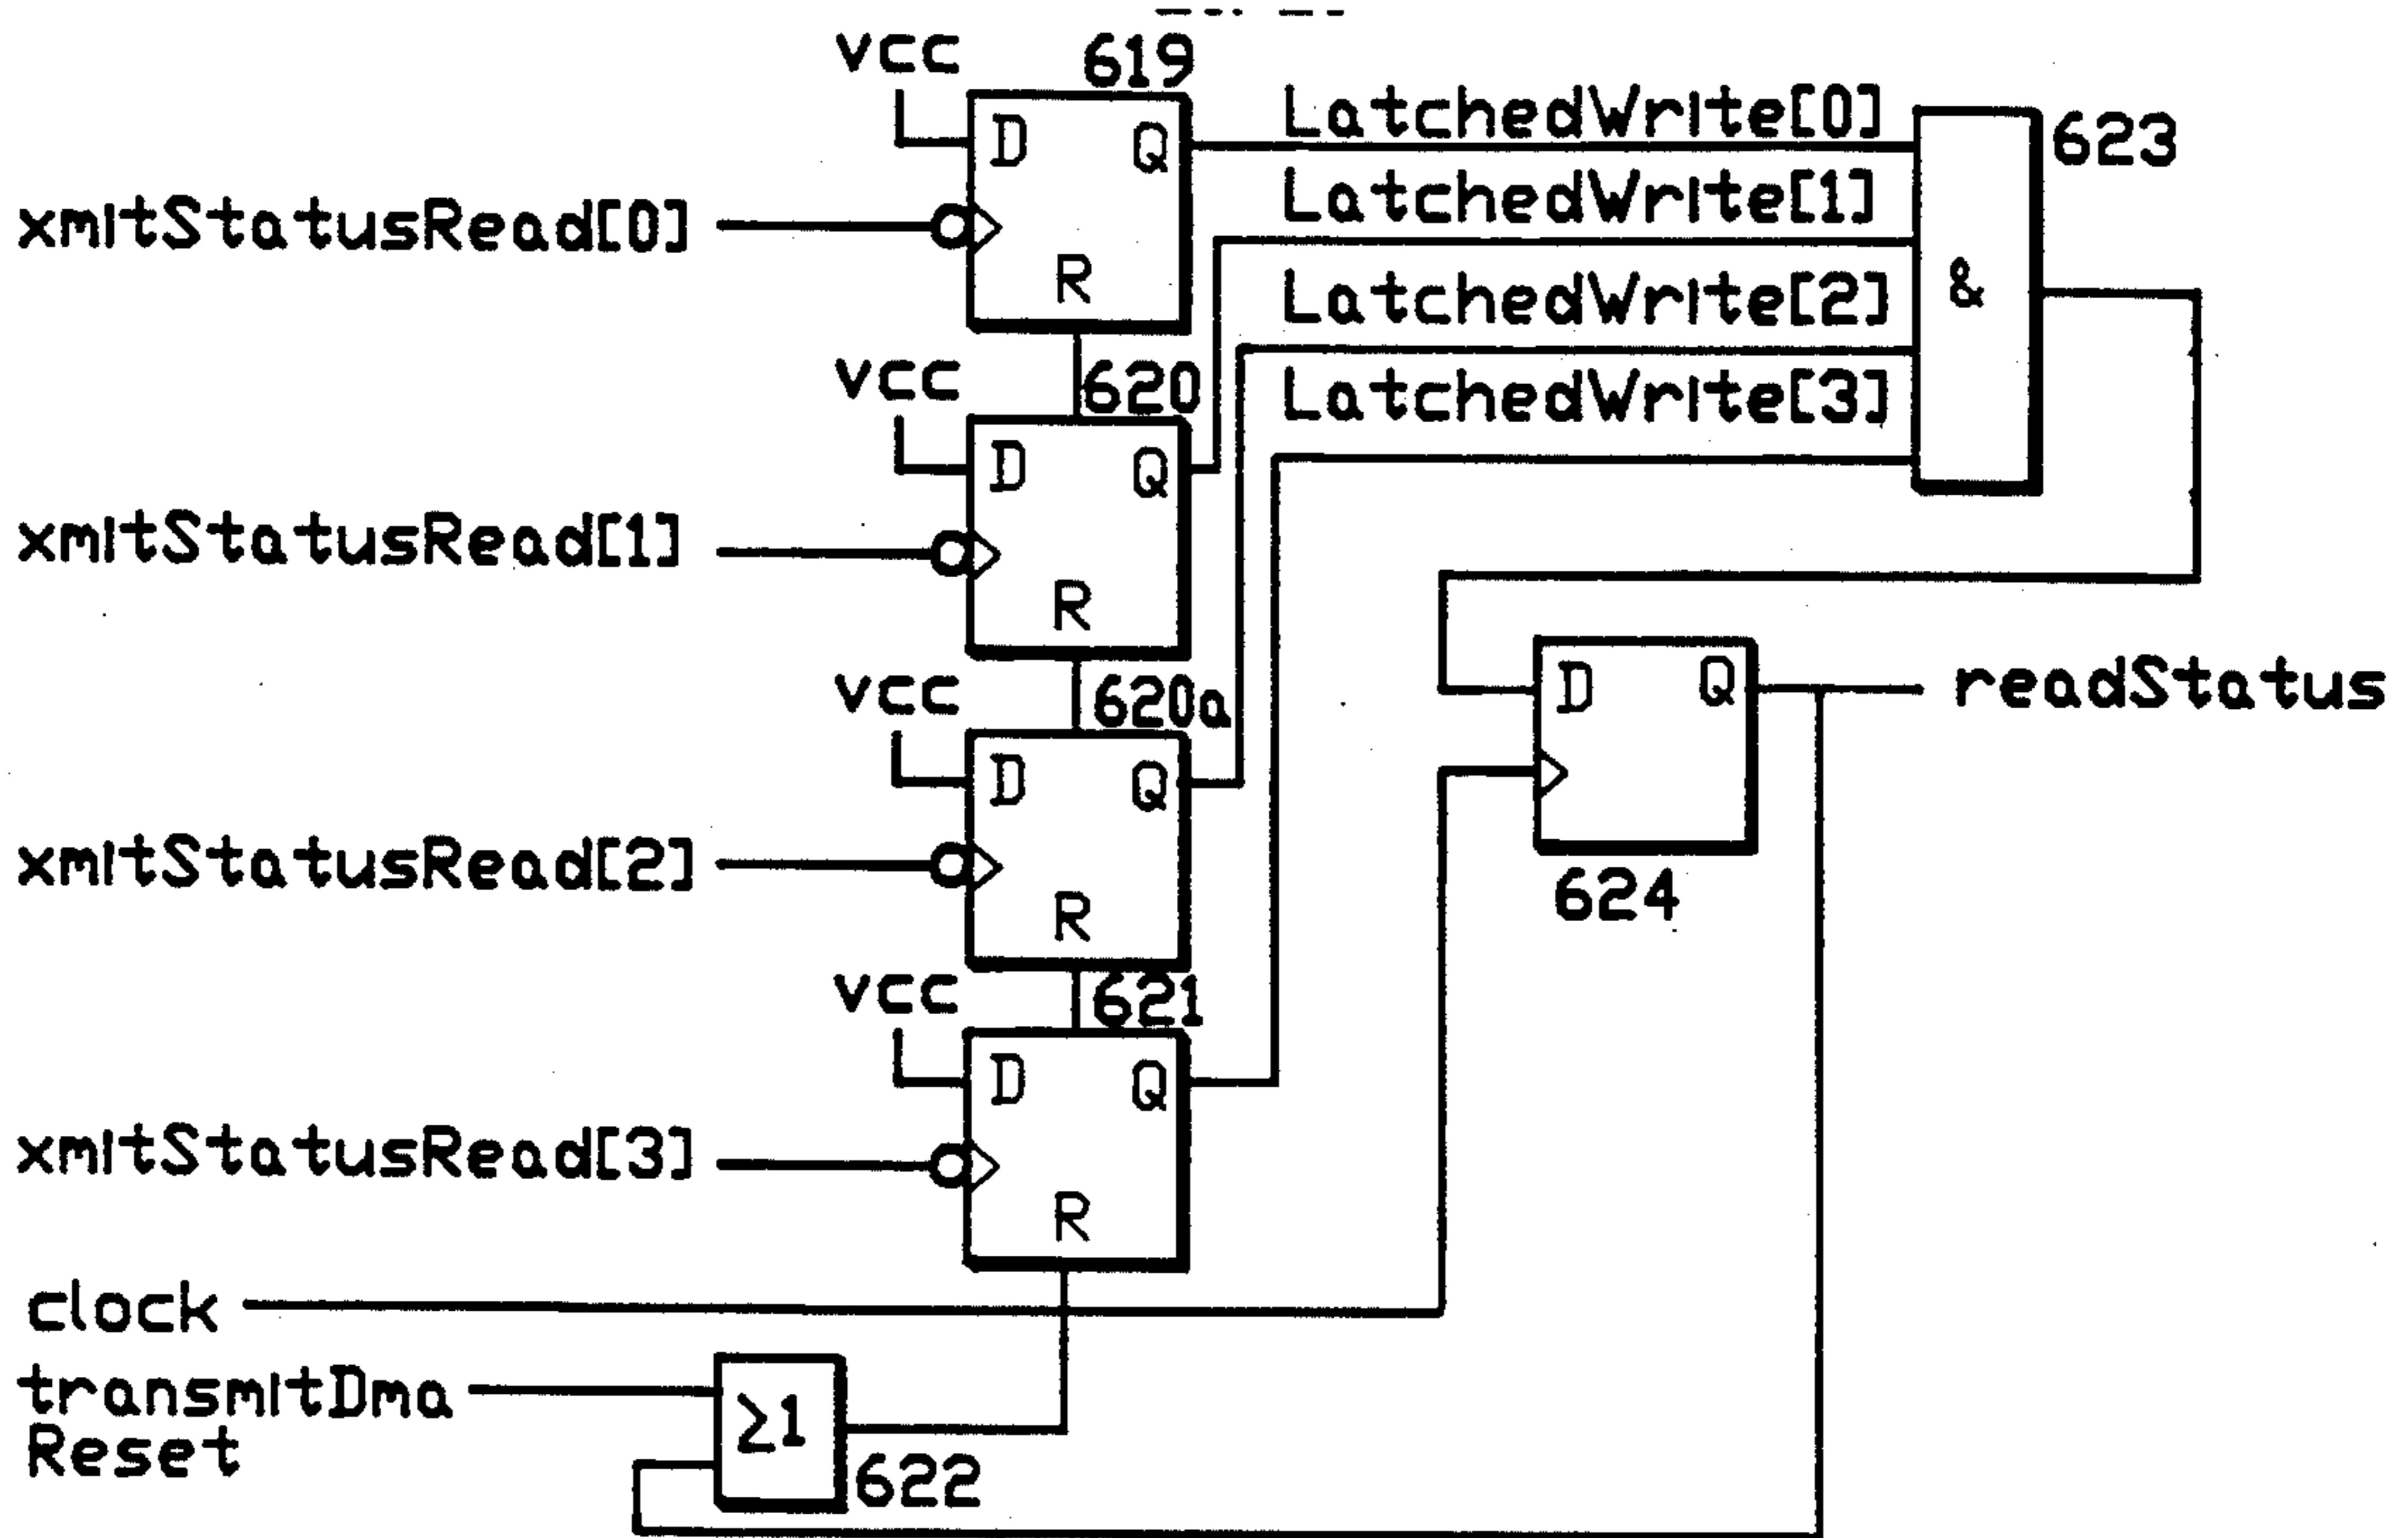 vcc
619
D
Q
R
LatchedWrite[0]
LatchedWrite[1]
LatchedWrite[2]
LatchedWrite[3]
&
623
xmitStatusRead[0]
vcc
620
D
Q
R
xmitStatusRead[1]
vcc
620a
D
Q
R
xmitStatusRead[2]
D
Q
readStatus
624
vcc
621
D
Q
R
xmitStatusRead[3]
clock
transmitDma
Reset
≥1
622